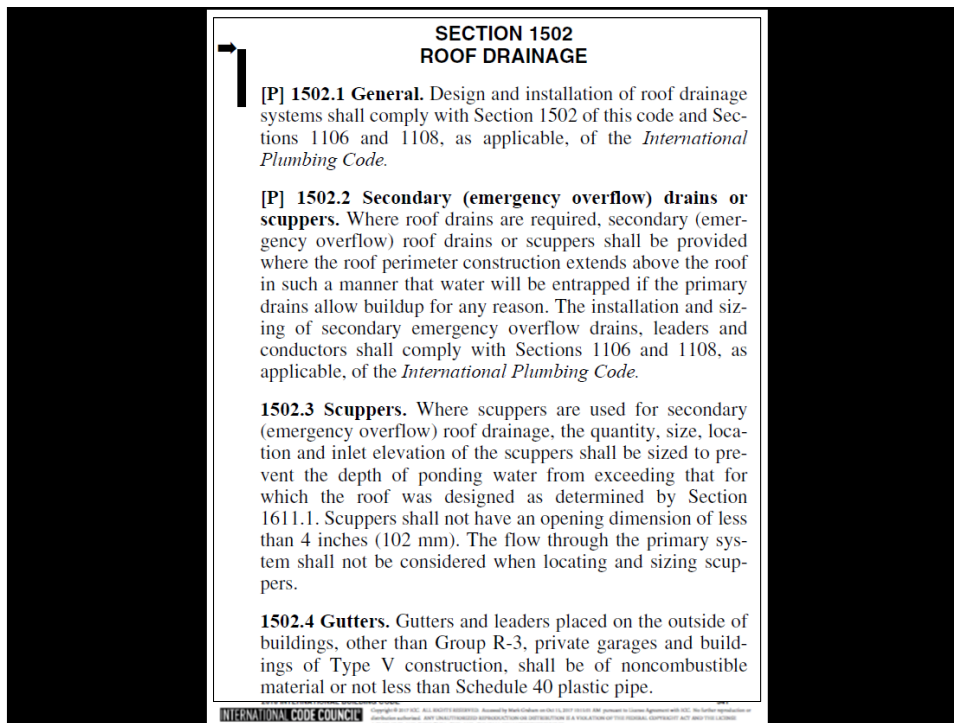 SECTION 1502
ROOF DRAINAGE
[P] 1502.1 General. Design and installation of roof drainage
systems shall comply with Section 1502 of this code and Sec-
tions 1106 and 1108, as applicable, of the International
Plumbing Code.
[P] 1502.2 Secondary (emergency overflow) drains or
scuppers. Where roof drains are required, secondary (emer-
gency overflow) roof drains or scuppers shall be provided
where the roof perimeter construction extends above the roof
in such a manner that water will be entrapped if the primary
drains allow buildup for any reason. The installation and siz-
ing of secondary emergency overflow drains, leaders and
conductors shall comply with Sections 1106 and 1108, as
applicable, of the International Plumbing Code.
1502.3 Scuppers. Where scuppers are used for secondary
(emergency overflow) roof drainage, the quantity, size, loca-
tion and inlet elevation of the scuppers shall be sized to pre-
vent the depth of ponding water from exceeding that for
which the roof was designed as determined by Section
1611.1. Scuppers shall not have an opening dimension of less
than 4 inches (102 mm). The flow through the primary sys-
tem shall not be considered when locating and sizing scup-
pers.
1502.4 Gutters. Gutters and leaders placed on the outside of
buildings, other than Group R-3, private garages and build-
ings of Type V construction, shall be of noncombustible
material or not less than Schedule 40 plastic pipe.
INTERNATIONAL CODE COUNCIL